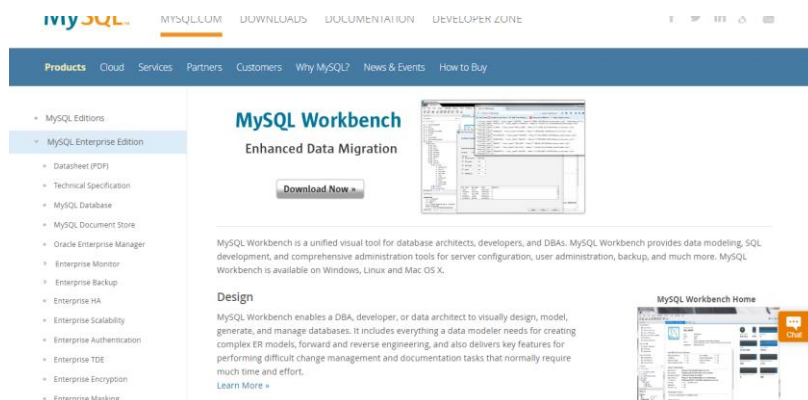 MySQL™
MYSQL.COM DOWNLOADS DOCUMENTATION DEVELOPER ZONE
Products Cloud Services Partners Customers Why MySQL? News & Events How to Buy
MySQL Editions
MySQL Enterprise Edition
Datasheet (PDF)
Technical Specification
MySQL Database
MySQL Document Store
Oracle Enterprise Manager
Enterprise Monitor
Enterprise Backup
Enterprise HA
Enterprise Scalability
Enterprise Authentication
Enterprise TDE
Enterprise Encryption
Enterprise Masking
MySQL Workbench
Enhanced Data Migration
Download Now »
MySQL Workbench is a unified visual tool for database architects, developers, and DBAs. MySQL Workbench provides data modeling, SQL
development, and comprehensive administration tools for server configuration, user administration, backup, and much more. MySQL
Workbench is available on Windows, Linux and Mac OS X.
Design
MySQL Workbench enables a DBA, developer, or data architect to visually design, model,
generate, and manage databases. It includes everything a data modeler needs for creating
complex ER models, forward and reverse engineering, and also delivers key features for
performing difficult change management and documentation tasks that normally require
much time and effort.
Learn More »
MySQL Workbench Home
Chat